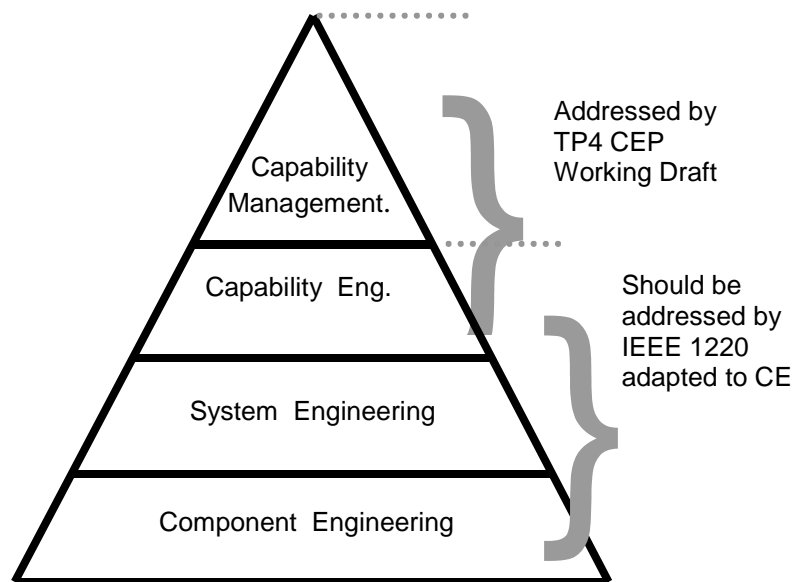 Addressed by
TP4 CEP
Working Draft
Capability
Management.
Capability Eng.
Should be
addressed by
IEEE 1220
adapted to CE
System Engineering
Component Engineering